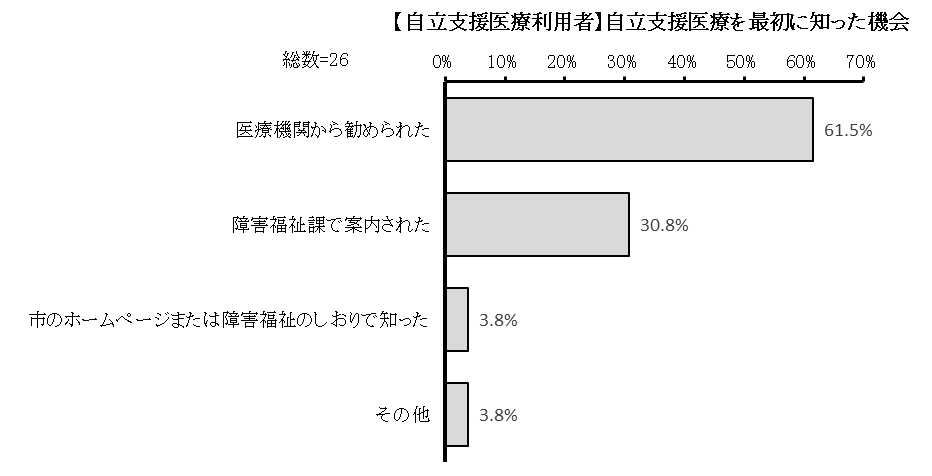 【自立支援医療利用者】自立支援医療を最初に知った機会
総数=26
0% 10% 20% 30% 40% 50% 60% 70%
医療機関から勧められた 61.5%
障害福祉課で案内された 30.8%
市のホームページまたは障害福祉のしおりで知った 3.8%
その他 3.8%